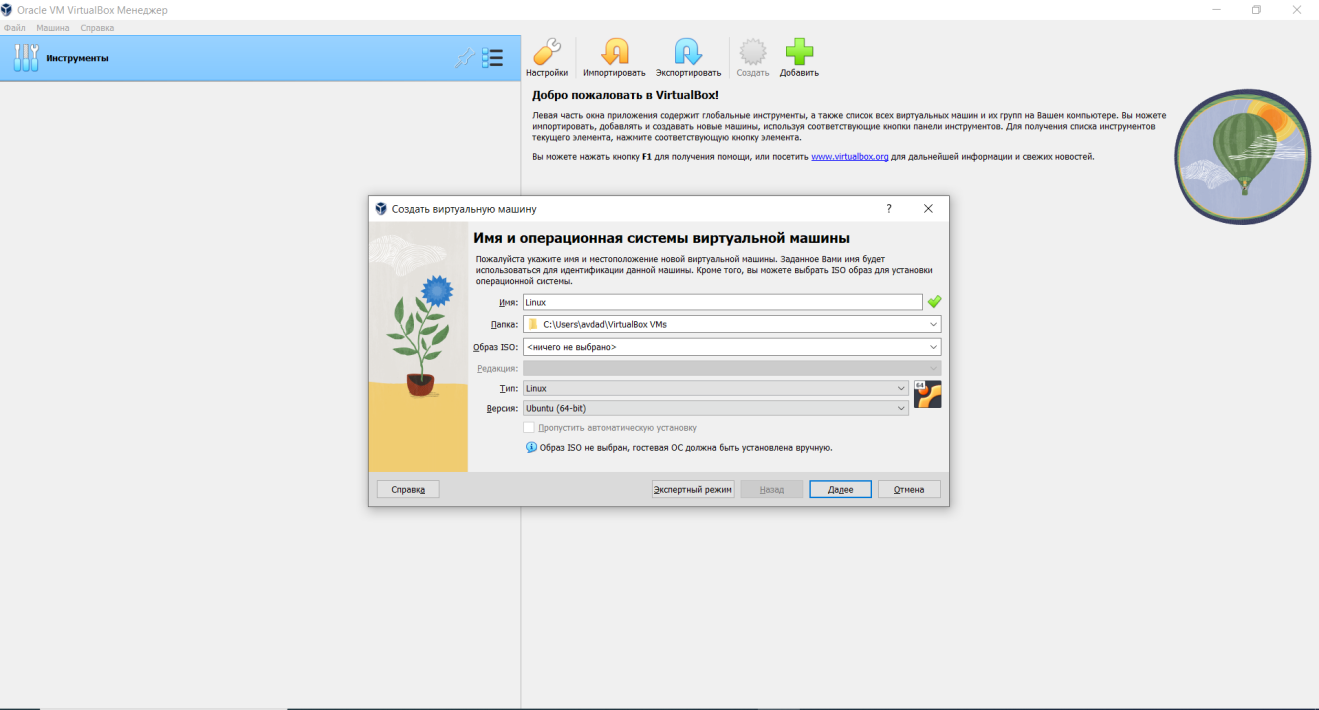 Oracle VM VirtualBox Менеджер
Файл Машина Справка
Инструменты
Настройки Импортировать Экспортировать Создать Добавить
Добро пожаловать в VirtualBox!
Левая часть окна приложения содержит глобальные инструменты, а также список всех виртуальных машин и их групп на Вашем компьютере. Вы можете
импортировать, добавлять и создавать новые машины, используя соответствующие кнопки панели инструментов. Для получения списка инструментов
текущего элемента, нажмите соответствующую кнопку элемента.
Вы можете нажать кнопку F1 для получения помощи, или посетить www.virtualbox.org для дальнейшей информации и свежих новостей.
Создать виртуальную машину
?
Имя и операционная системы виртуальной машины
Пожалуйста укажите имя и местоположение новой виртуальной машины. Заданное Вами имя будет
использоваться для идентификации данной машины. Кроме того, вы можете выбрать ISO образ для установки
операционной системы.
Имя: Linux
Папка: C:\Users\avdad\VirtualBox VMs
Образ ISO: <ничего не выбрано>
Редакция:
Тип: Linux
64
Версия: Ubuntu (64-bit)
Пропустить автоматическую установку
Образ ISO не выбран, гостевая ОС должна быть установлена вручную.
Справка Экспертный режим Назад Далее Отмена